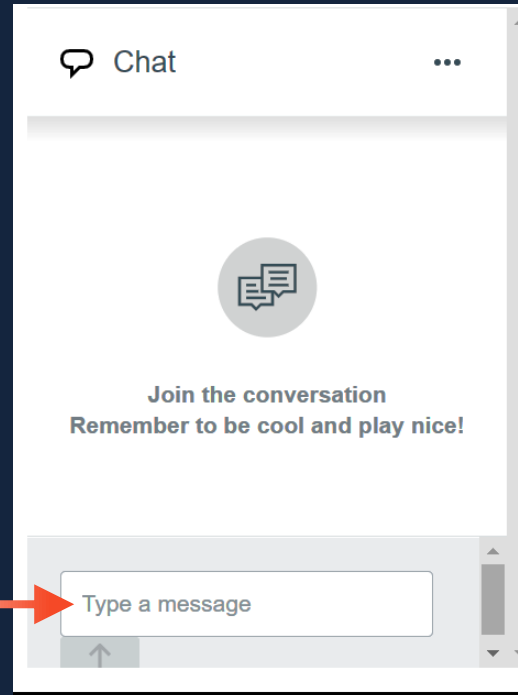 Chat
Join the conversation
Remember to be cool and play nice!
Type a message